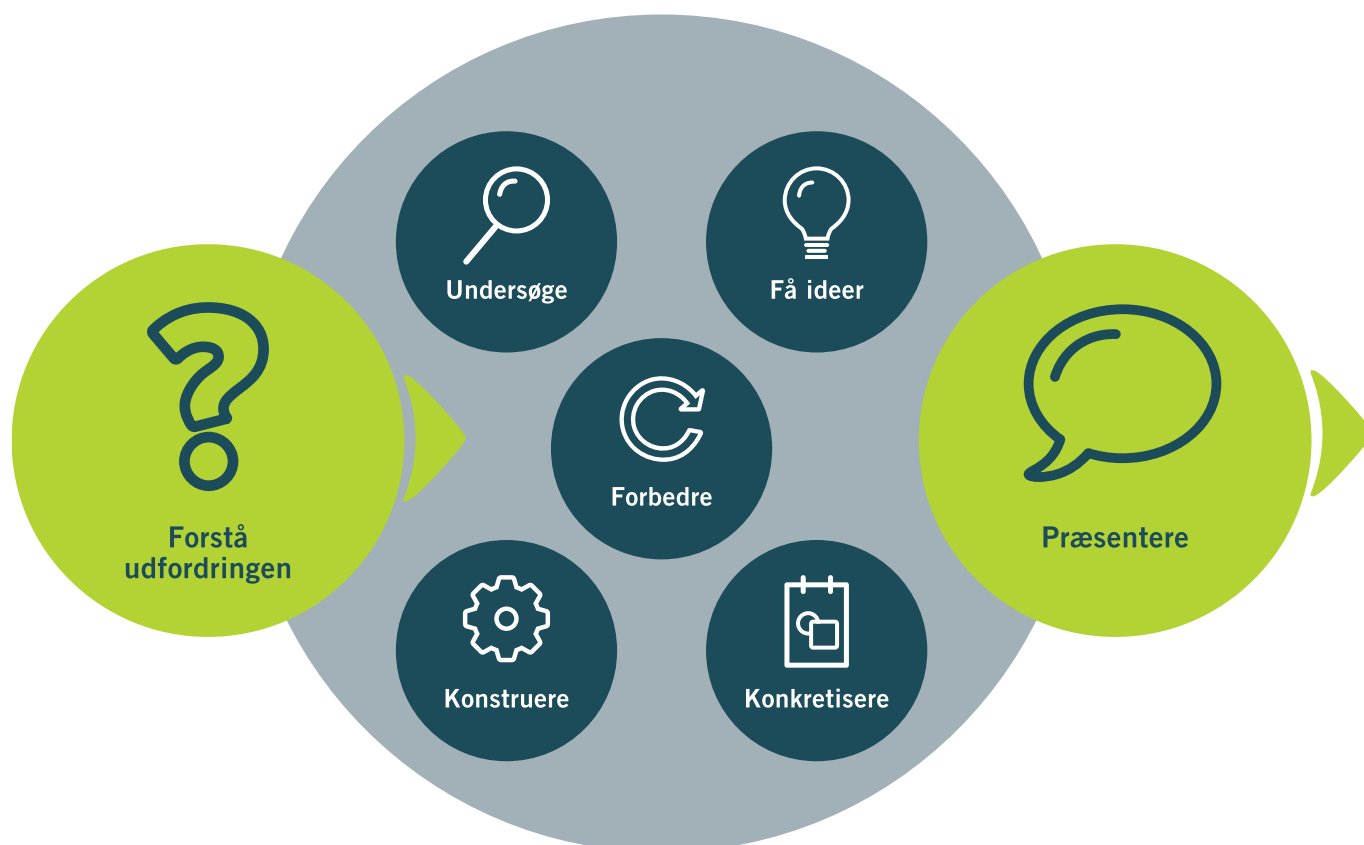 Undersøge
Få ideer
Forstå
udfordringen
Forbedre
Præsentere
Konstruere
Konkretisere